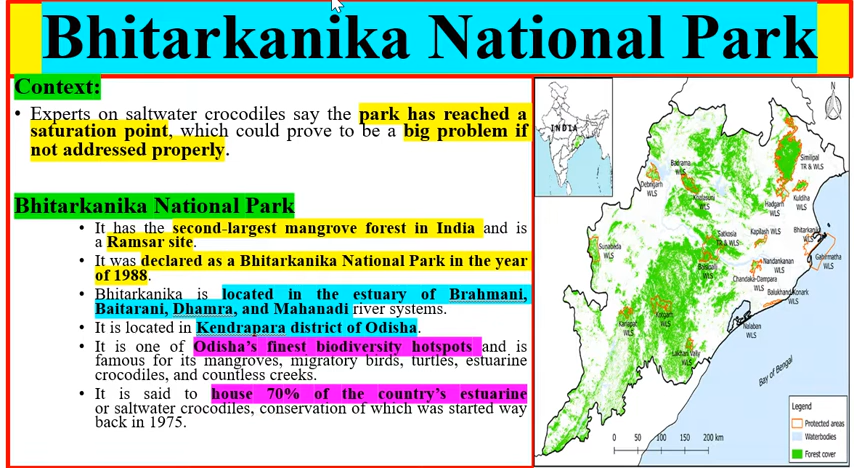 Bhitarkanika National Park
Context:
• Experts on saltwater crocodiles say the park has reached a
saturation point, which could prove to be a big problem if
not addressed properly.
Bhitarkanika National Park
• It has the second-largest mangrove forest in India and is
a Ramsar site.
• It was declared as a Bhitarkanika National Park in the year
of 1988.
• Bhitarkanika is located in the estuary of Brahmani,
Baitarani, Dhamra, and Mahanadi river systems.
• It is located in Kendrapara district of Odisha.
• It is one of Odisha's finest biodiversity hotspots and is
famous for its mangroves, migratory birds, turtles, estuarine
crocodiles, and countless creeks.
• It is said to house 70% of the country's estuarine
or saltwater crocodiles, conservation of which was started way
back in 1975.
INDIA
N
Similipal
TR & WLS
Badrama
WLS
Debrigarh
WLS
Khalasuni
WLS
Kuldiha
WLS
Hadgarh
WLS
Satkosia
TR & WLS
Kapilash WLS
Bhitarkanika
WLS
Sunabeda
WLS
Gahirmatha
WLS
Baisipalli
WLS
Nandankanan
WLS
Chandaka-Dampara
WLS
Balukhand Konark
WLS
Karlapat
WLS
Kotgarh
WLS
Nalaban
WLS
Lakhari Vally
WLS
Bay of Bengal
Legend
Protected areas
Waterbodies
Forest cover
0 50 100 150 200 km